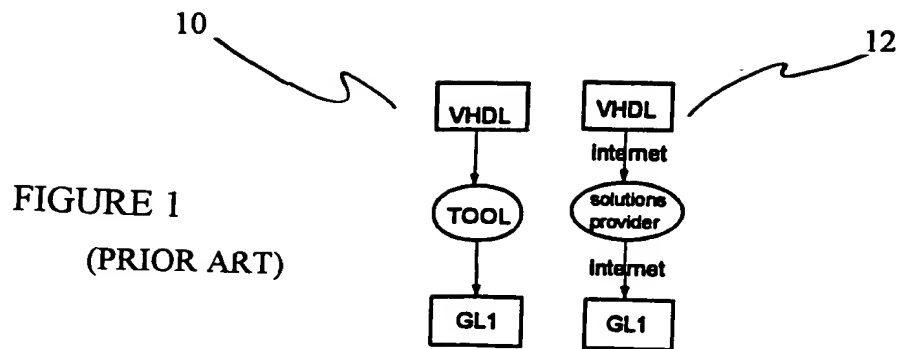 10
12
VHDL
VHDL
internet
FIGURE 1
TOOL
solutions
provider
(PRIOR ART)
internet
GL1
GL1